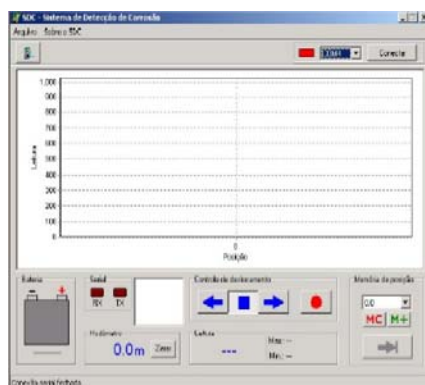 SDC - Sistema de Detecção de Corrosão
Arquivo Sobre o SDC
COM4 Conecta
1,000
900
800
700
600
500
400
300
200
100
0
Leitura
0
Posição
Bateria
Serial
RX TX
Controle de deslocamento
Memória de posição
0.0
MC M+
Hodômetro
0.0m Zerar
Leitura
---
Max: --
Min: --
Conexão serial fechada